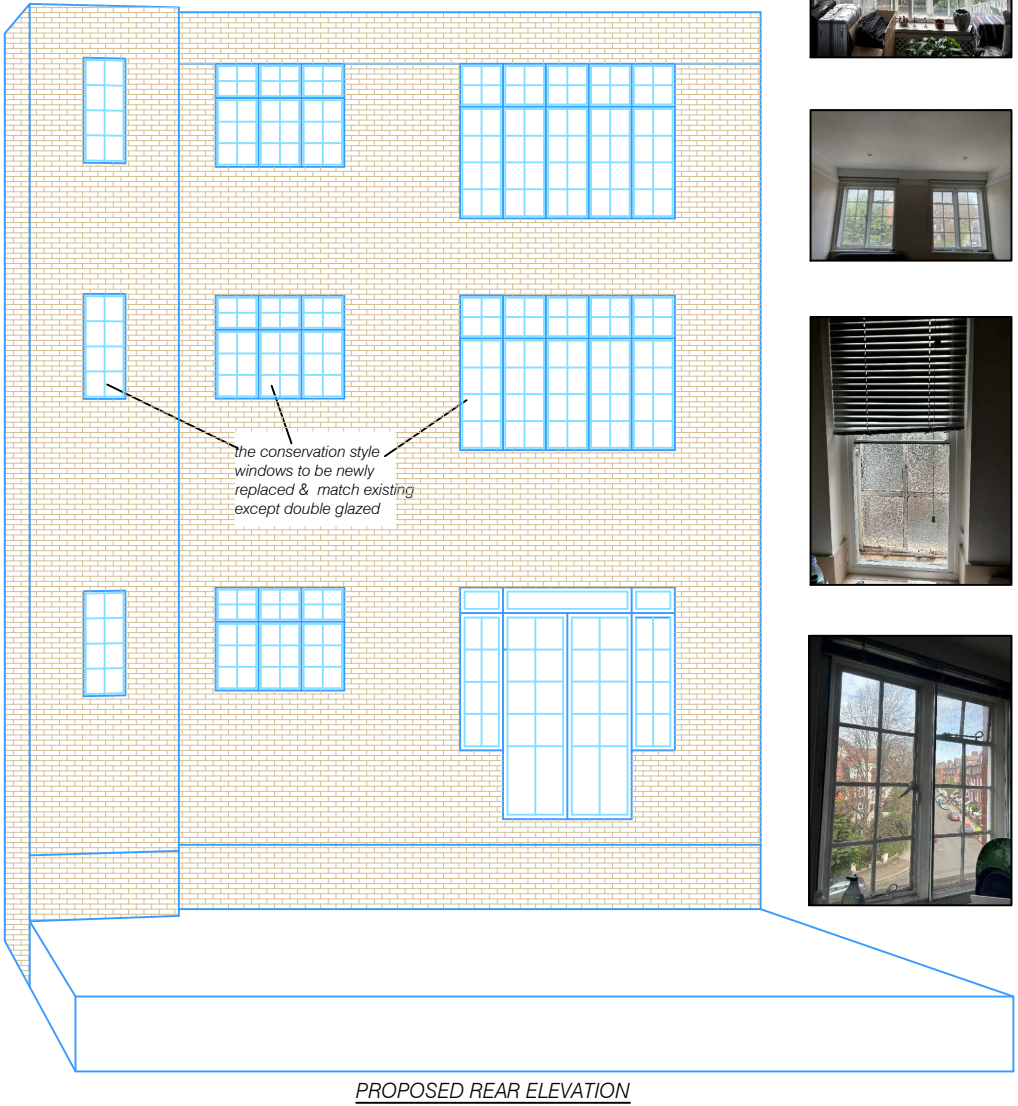 the conservation style
windows to be newly
replaced & match existing
except double glazed
PROPOSED REAR ELEVATION